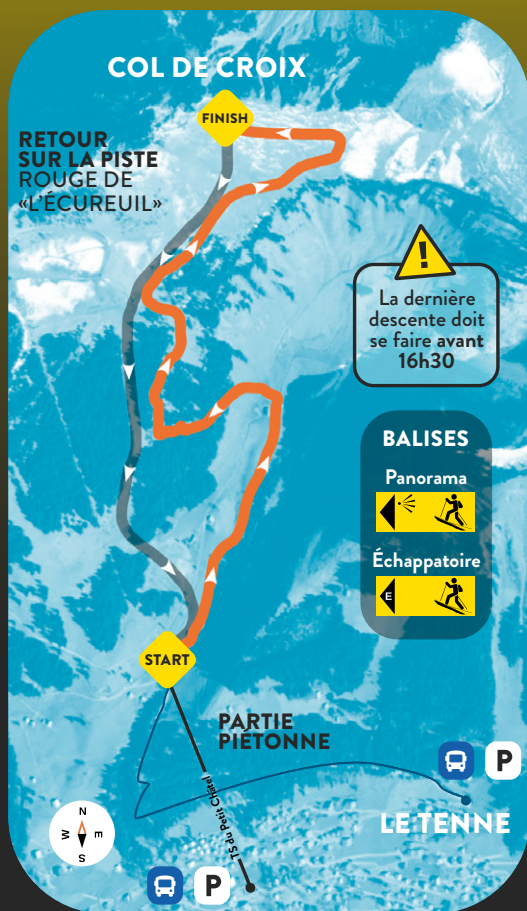 COL DE CROIX
FINISH
RETOUR
SUR LA PISTE
ROUGE DE
«L’ÉCUREUIL»
!
La dernière
descente doit
se faire avant
16h30
BALISES
Panorama
Échappatoire
E
START
PARTIE
PIÉTONNE
TS du Petit Châtel
P
LE TENNE
N
W E
S
P